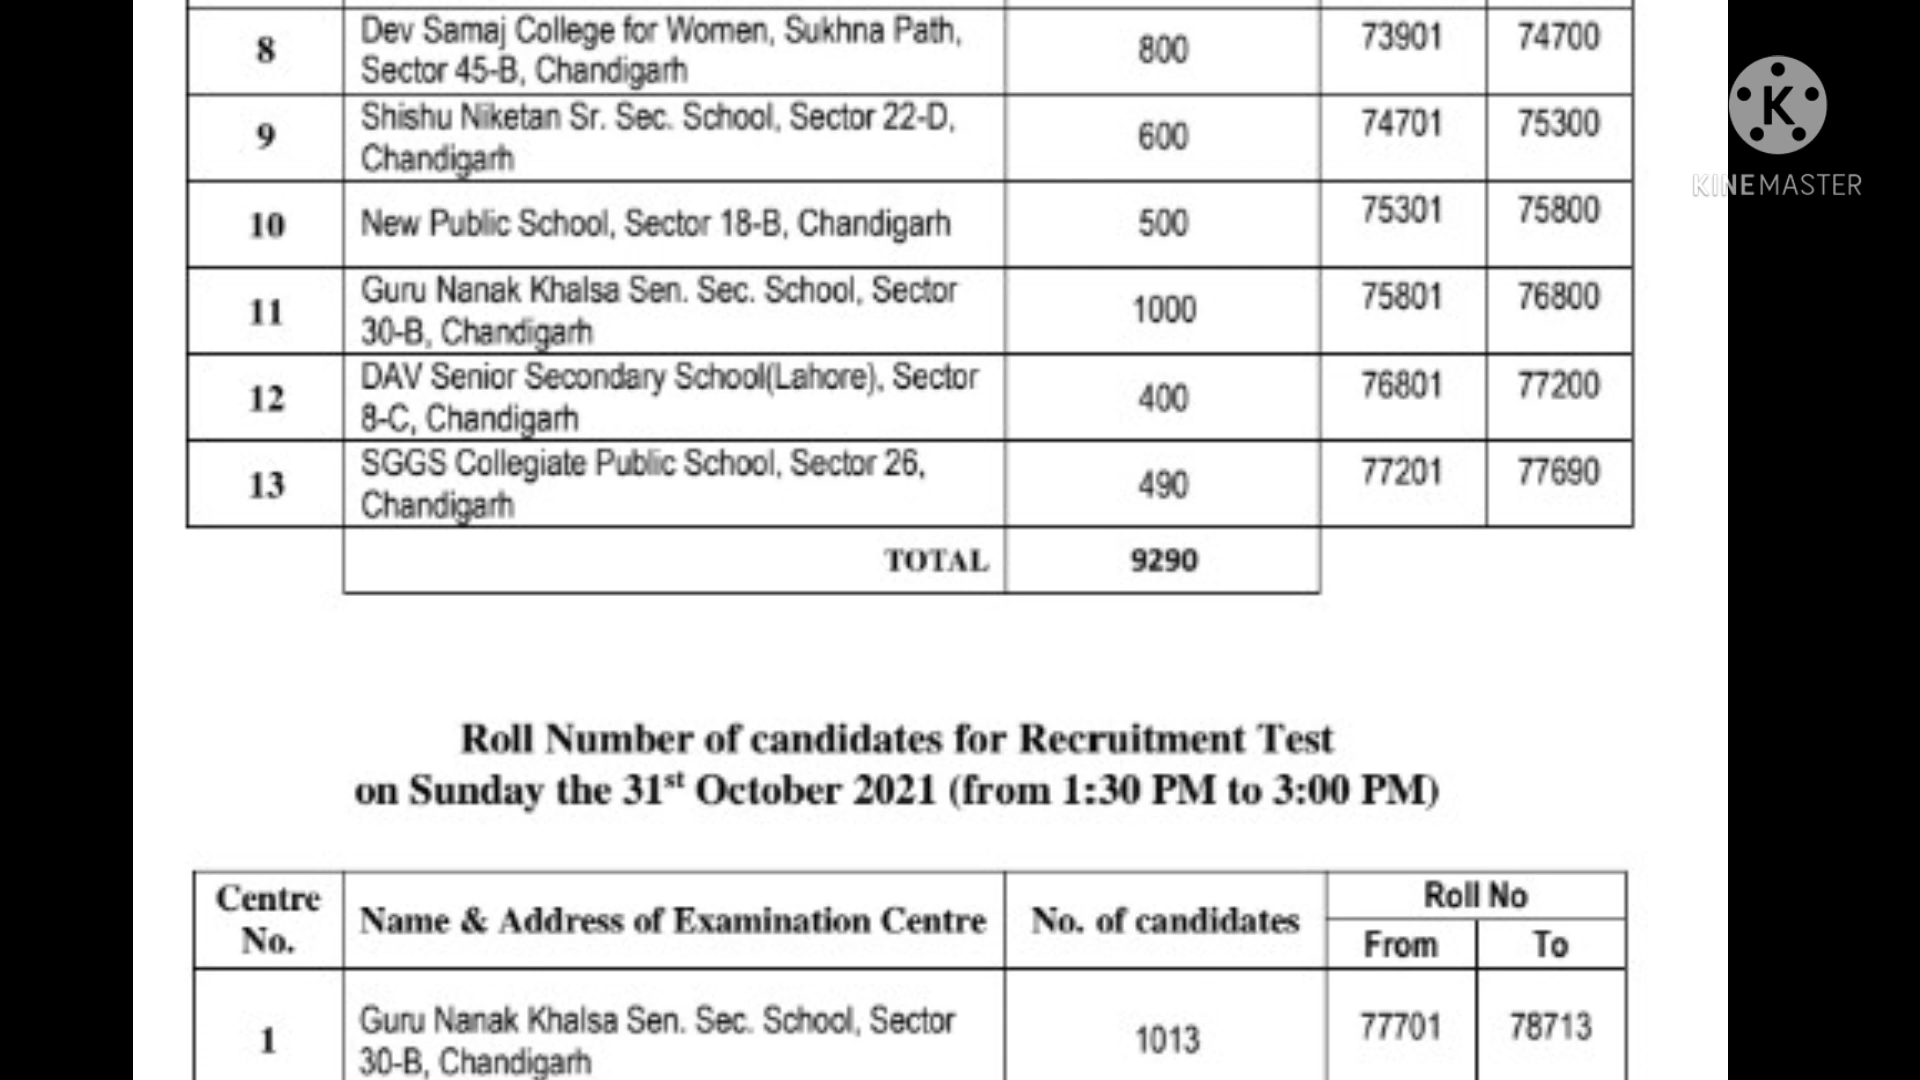 8 Dev Samaj College for Women, Sukhna Path, 800 73901 74700
Sector 45-B, Chandigarh
9 Shishu Niketan Sr. Sec. School, Sector 22-D, 600 74701 75300
Chandigarh
10 New Public School, Sector 18-B, Chandigarh 500 75301 75800
11 Guru Nanak Khalsa Sen. Sec. School, Sector 1000 75801 76800
30-B, Chandigarh
12 DAV Senior Secondary School(Lahore), Sector 400 76801 77200
8-C, Chandigarh
13 SGGS Collegiate Public School, Sector 26, 490 77201 77690
Chandigarh
TOTAL 9290
K
KINEMASTER
Roll Number of candidates for Recruitment Test
on Sunday the 31st October 2021 (from 1:30 PM to 3:00 PM)
Centre No. Name & Address of Examination Centre No. of candidates Roll No
From To
1 Guru Nanak Khalsa Sen. Sec. School, Sector 1013 77701 78713
30-B, Chandigarh